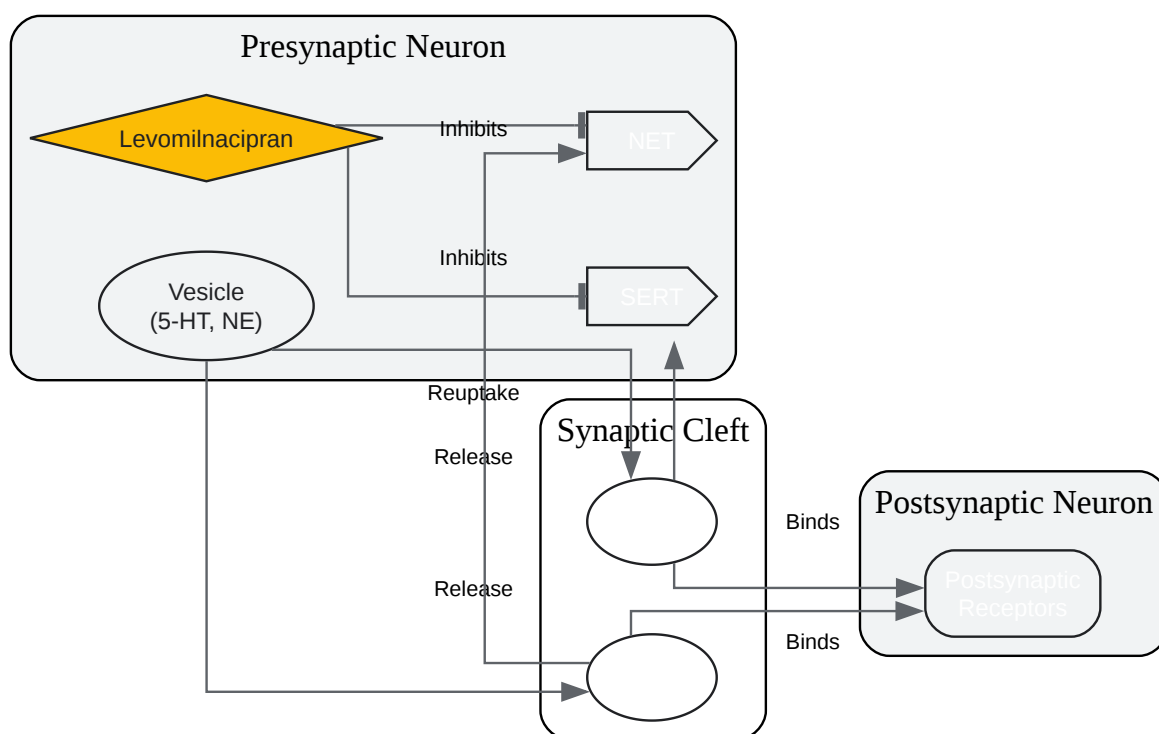 Presynaptic Neuron
Levomilnacipran
Inhibits
NET
Inhibits
SERT
Vesicle
(5-HT, NE)
Reuptake
Synaptic Cleft
Release
Postsynaptic Neuron
Binds
Postsynaptic
Receptors
Release
Binds